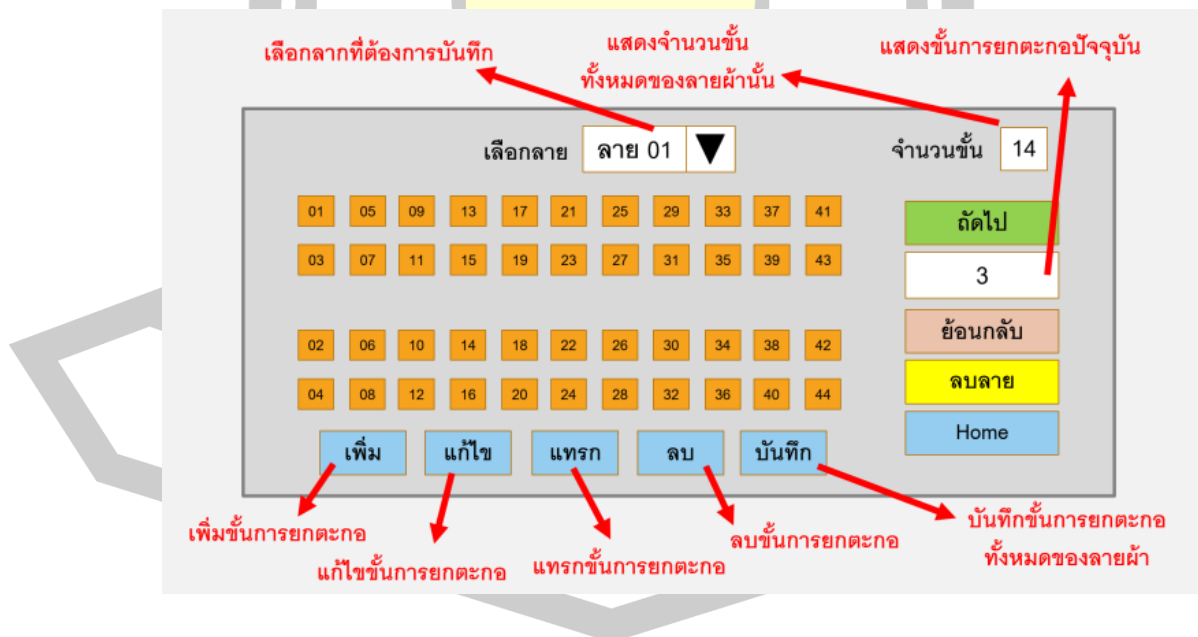 เลือกลากที่ต้องการบันทึก
แสดงจำนวนขั้น
ทั้งหมดของลายผ้านั้น
แสดงขั้นการยกตะกอปัจจุบัน
เลือกลาย ลาย 01 จำนวนขั้น 14
01 05 09 13 17 21 25 29 33 37 41
ถัดไป
03 07 11 15 19 23 27 31 35 39 43
3
02 06 10 14 18 22 26 30 34 38 42
ย้อนกลับ
04 08 12 16 20 24 28 32 36 40 44
ลบลาย
Home
เพิ่ม แก้ไข แทรก ลบ บันทึก
เพิ่มขั้นการยกตะกอ
แก้ไขขั้นการยกตะกอ
แทรกขั้นการยกตะกอ
ลบขั้นการยกตะกอ
บันทึกขั้นการยกตะกอ
ทั้งหมดของลายผ้า